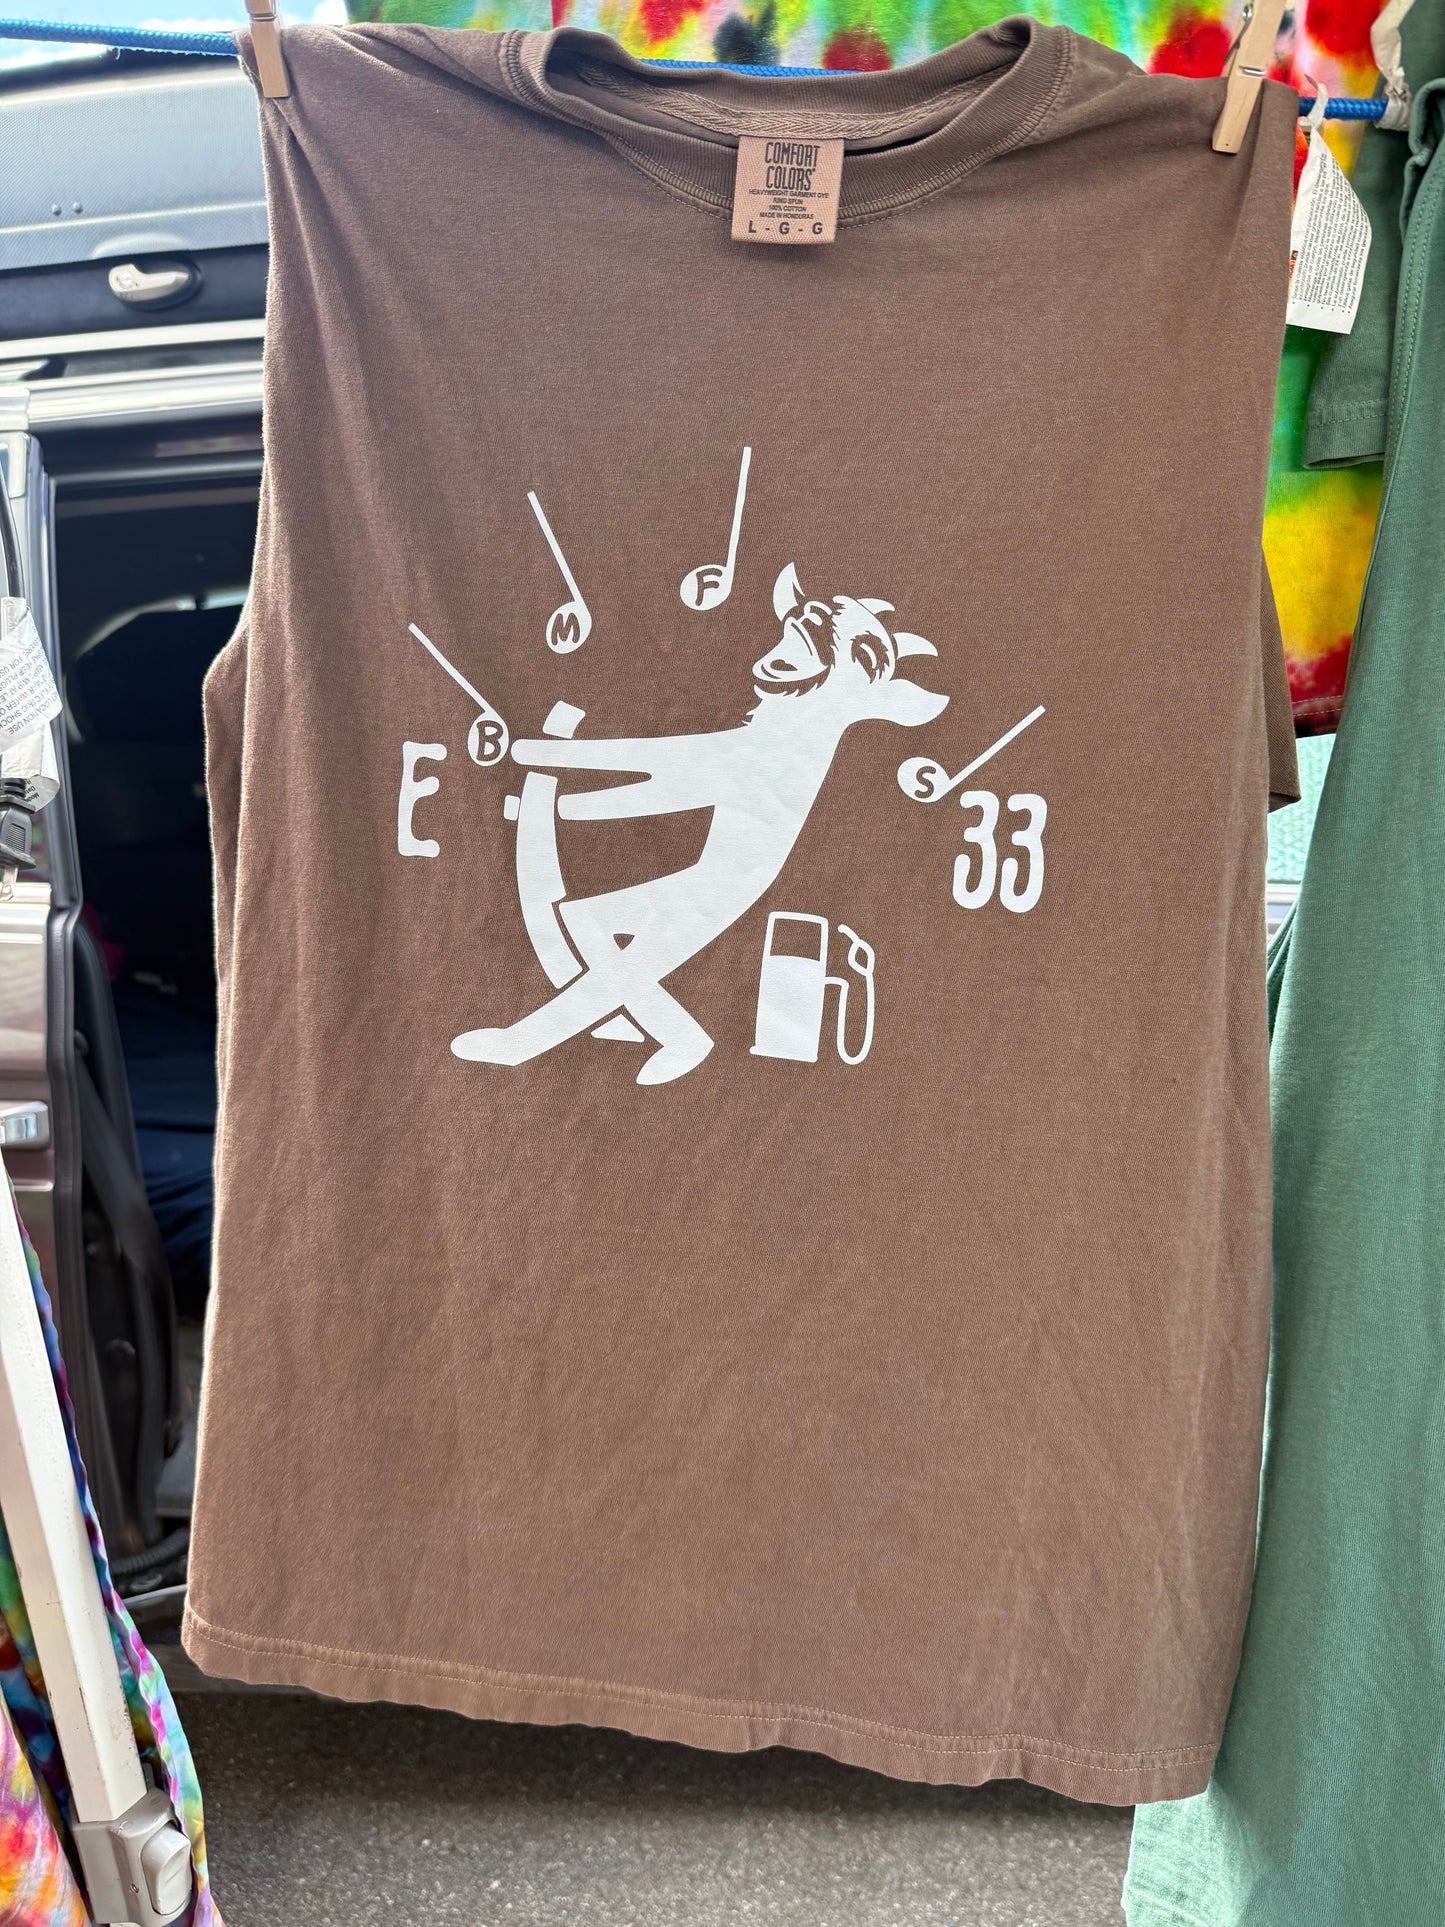 COMFORT
COLORS
HEAVYWEIGHT GARMENT DYE
RING SPUN
100% COTTON
MADE IN HONDURAS
L - G - G
F
M
B
E
S
33